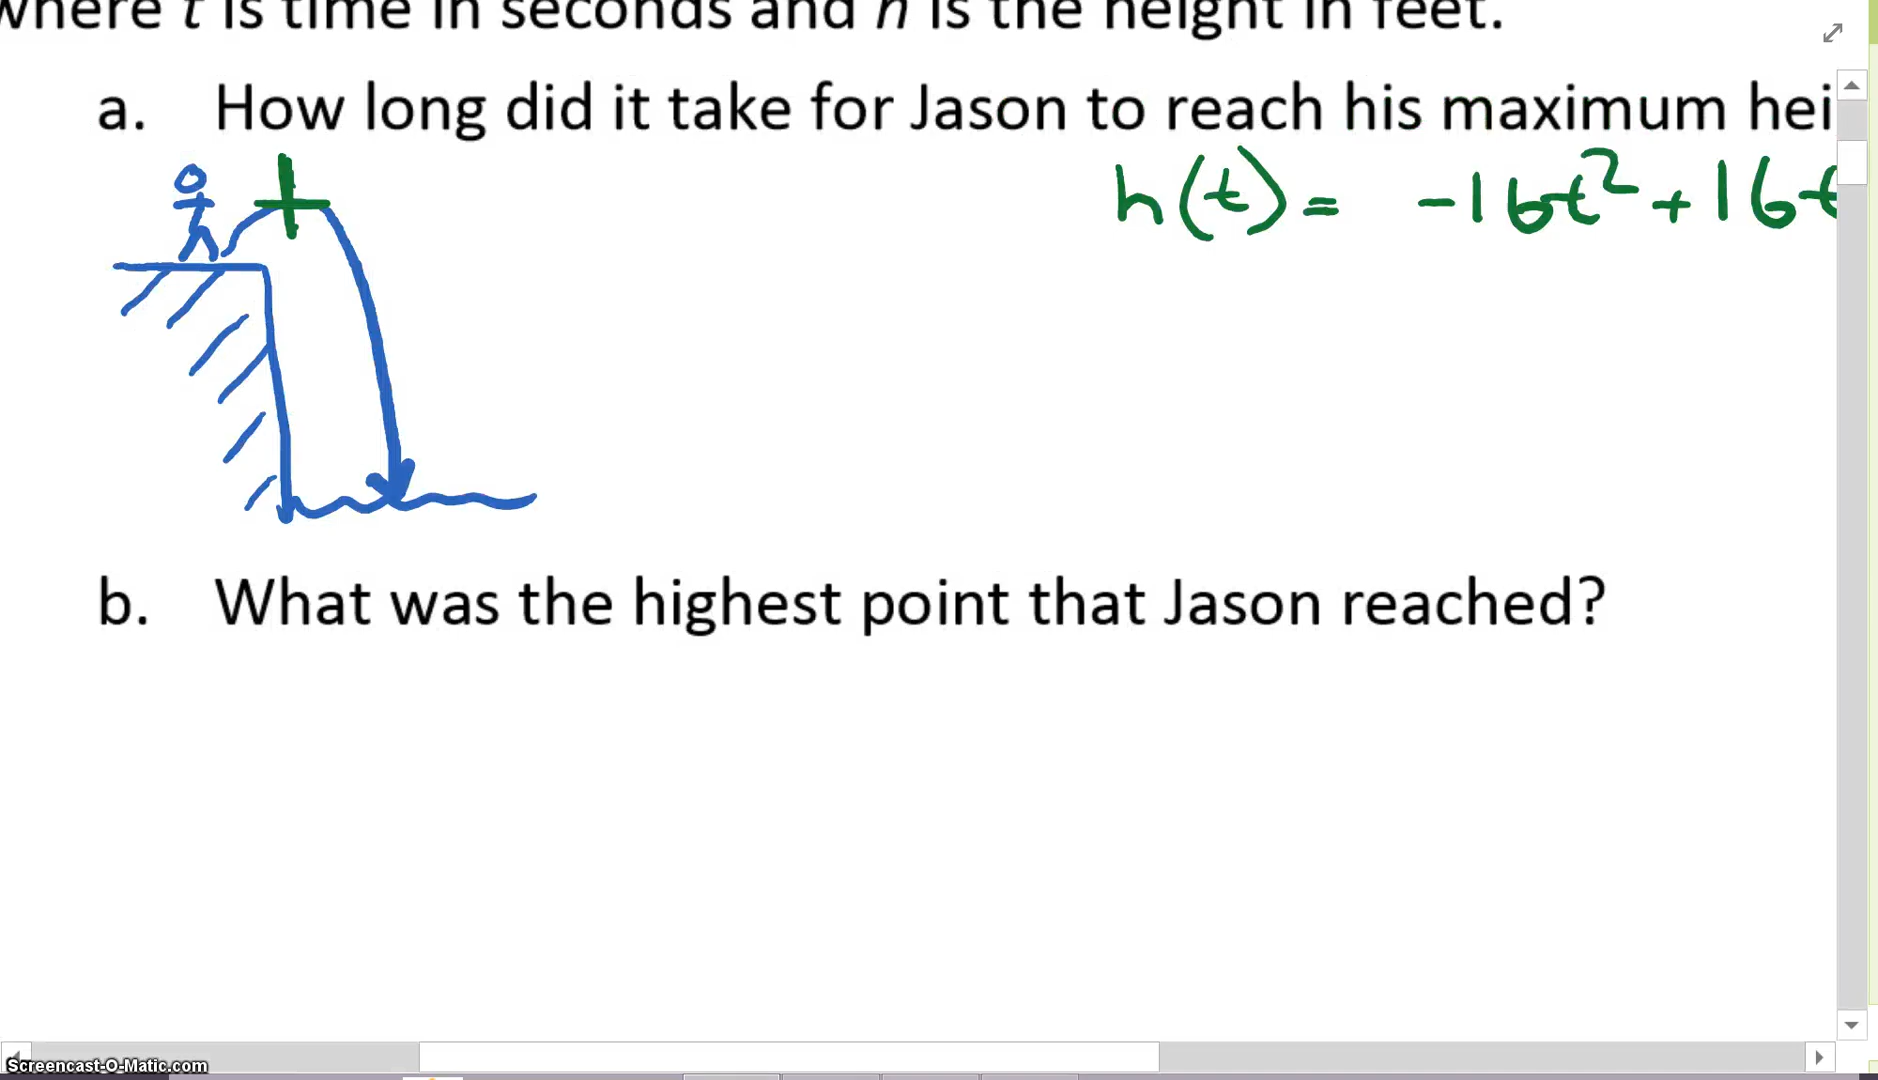 where t is time in seconds and h is the height in feet.
a. How long did it take for Jason to reach his maximum hei
h(t) = -16t² + 16t
b. What was the highest point that Jason reached?
Screencast-O-Matic.com